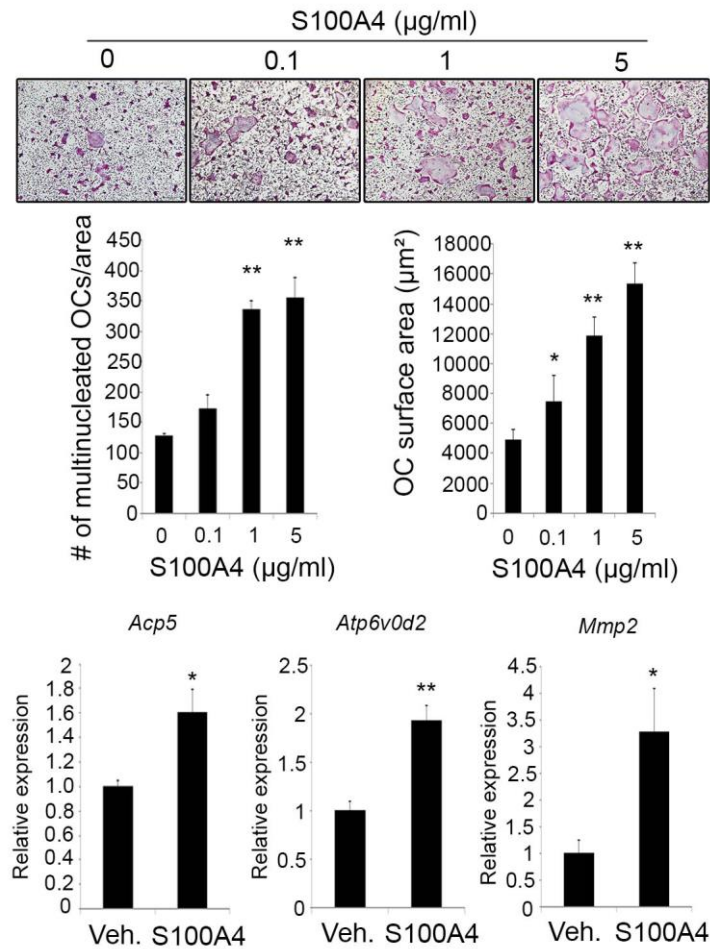 S100A4 (µg/ml)
0 0.1 1 5
# of multinucleated OCs/area
450
400
350
300
250
200
150
100
50
0
** **
0 0.1 1 5
S100A4 (µg/ml)
OC surface area (µm²)
18000
16000
14000
12000
10000
8000
6000
4000
2000
0
* ** **
0 0.1 1 5
S100A4 (µg/ml)
Acp5
Relative expression
2
1.8
1.6
1.4
1.2
1.0
0.8
0.6
0.4
0.2
0
*
Veh. S100A4
Atp6v0d2
Relative expression
2.5
2
1.5
1
0.5
0
**
Veh. S100A4
Mmp2
Relative expression
4.5
4
3.5
3
2.5
2
1.5
1
0.5
0
*
Veh. S100A4